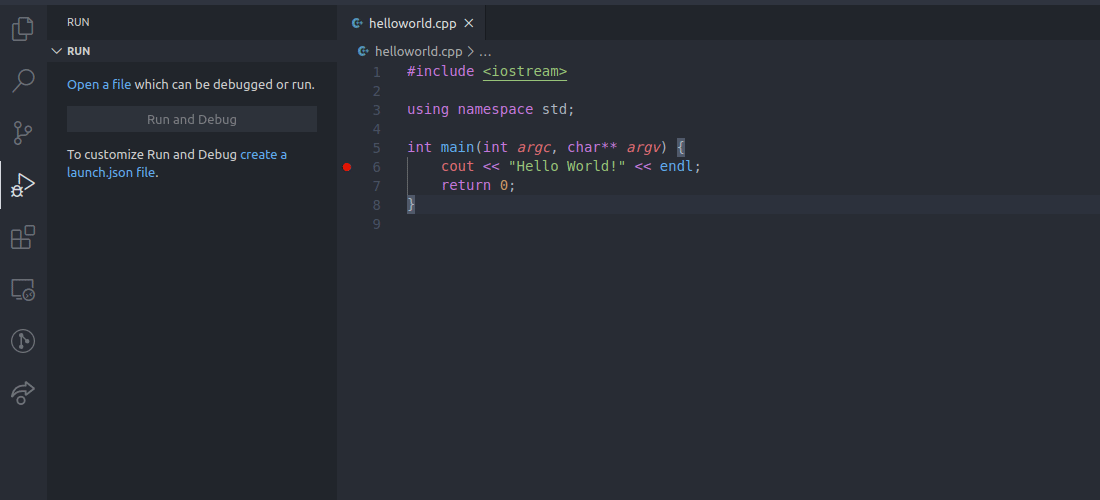 RUN
RUN
Open a file which can be debugged or run.
Run and Debug
To customize Run and Debug create a
launch.json file.
helloworld.cpp
helloworld.cpp > ...
1 #include <iostream>
2
3 using namespace std;
4
5 int main(int argc, char** argv) {
6 cout << "Hello World!" << endl;
7 return 0;
8 }
9